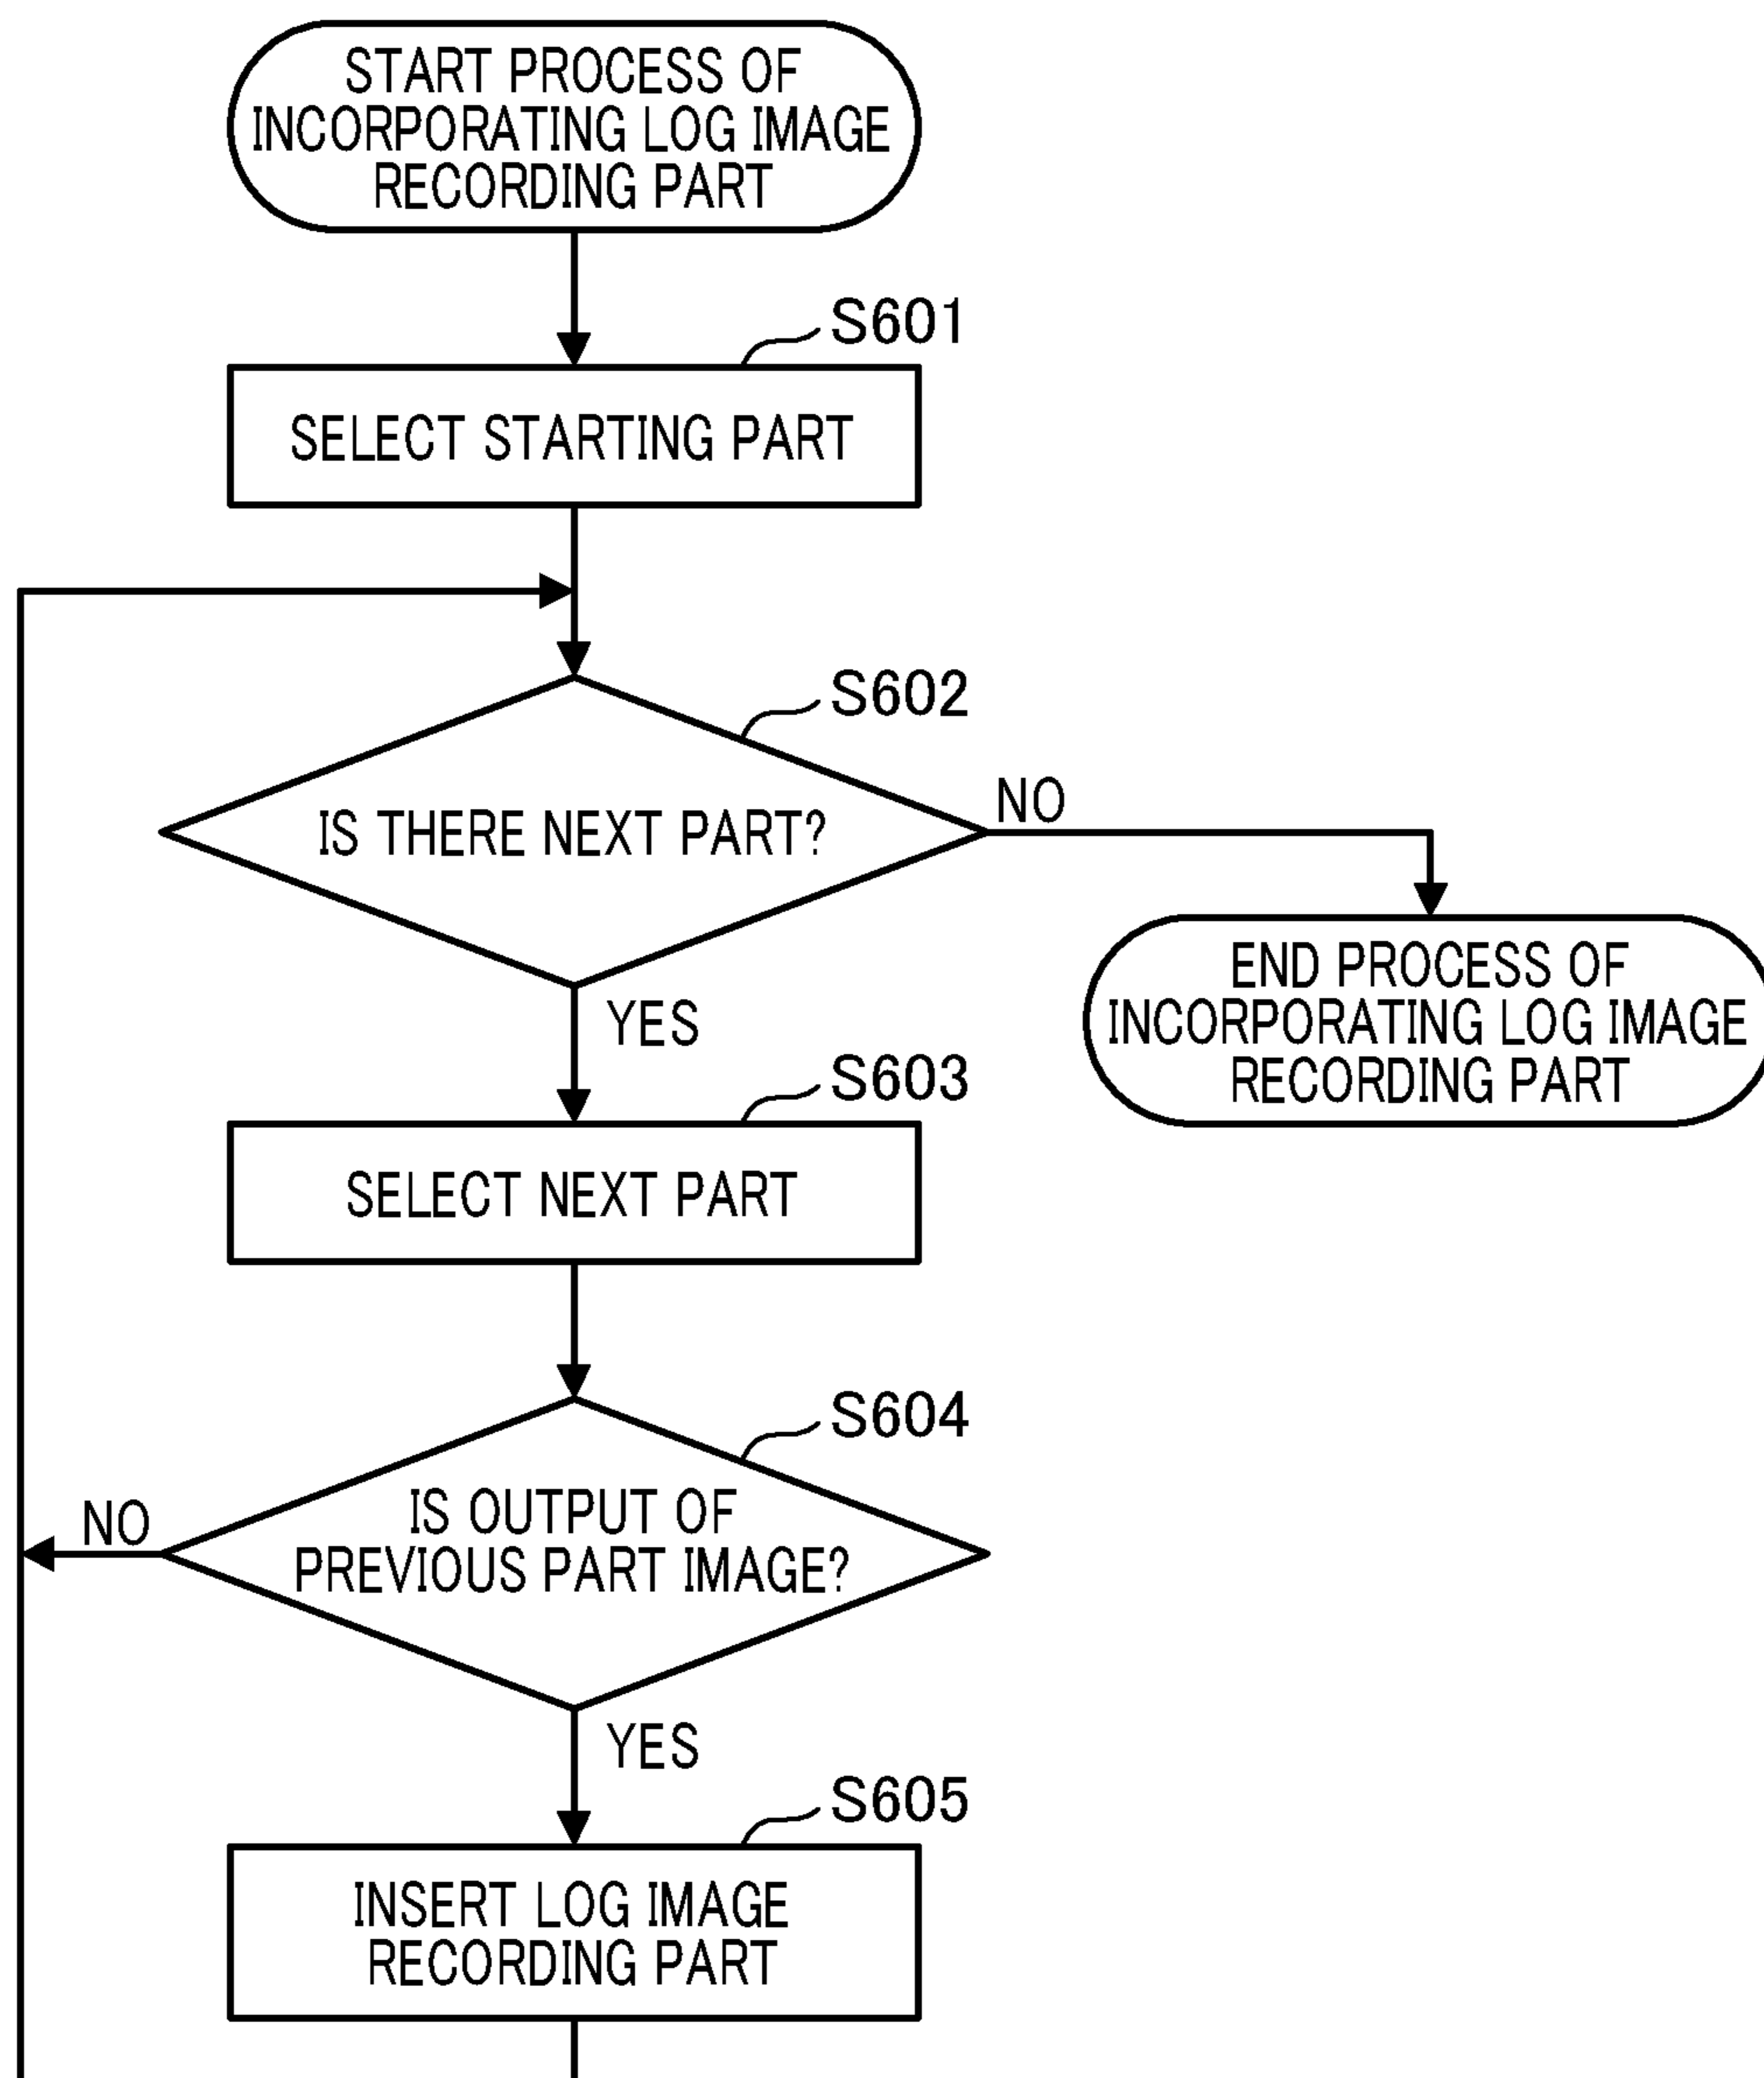 START PROCESS OF
INCORPORATING LOG IMAGE
RECORDING PART
S601
SELECT STARTING PART
S602
IS THERE NEXT PART?
NO
END PROCESS OF
INCORPORATING LOG IMAGE
RECORDING PART
YES
S603
SELECT NEXT PART
S604
IS OUTPUT OF
PREVIOUS PART IMAGE?
NO
YES
S605
INSERT LOG IMAGE
RECORDING PART